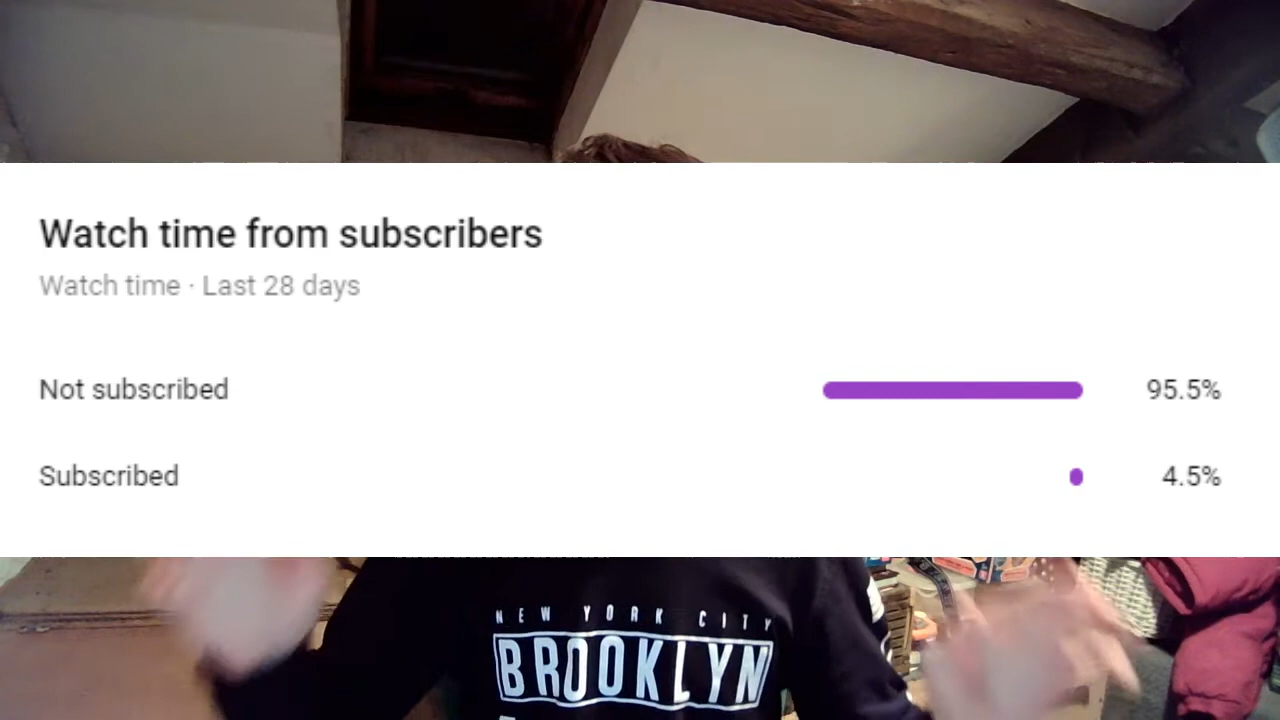 Watch time from subscribers
Watch time · Last 28 days
Not subscribed 95.5%
Subscribed 4.5%
NEW YORK CITY
BROOKLYN